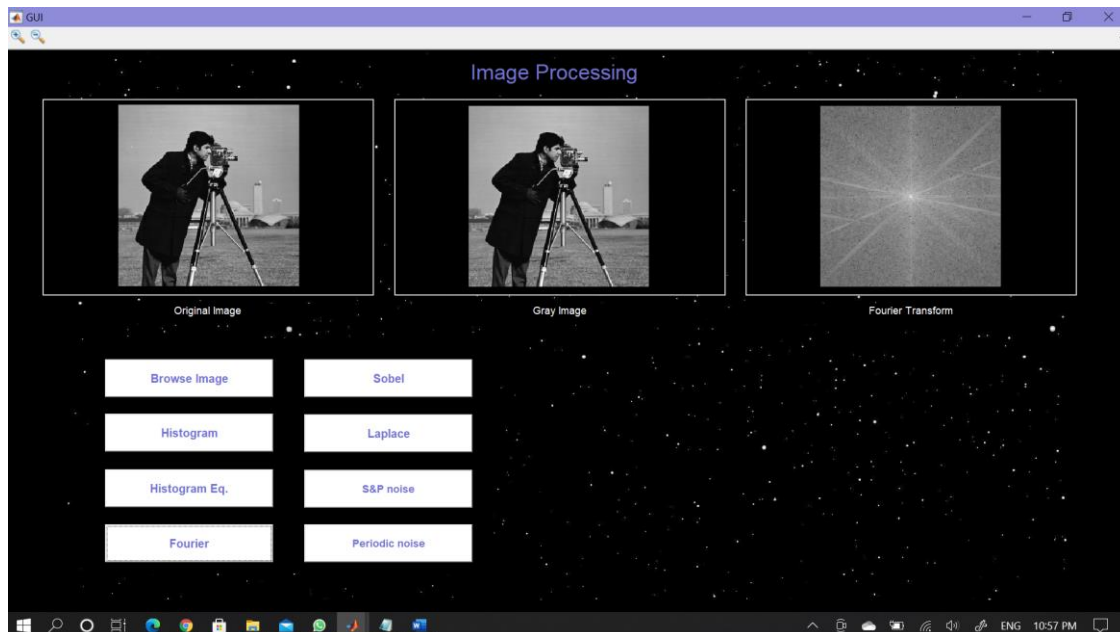 GUI
Image Processing
Original Image
Gray Image
Fourier Transform
Browse Image
Sobel
Histogram
Laplace
Histogram Eq.
S&P noise
Fourier
Periodic noise
ENG 10:57 PM